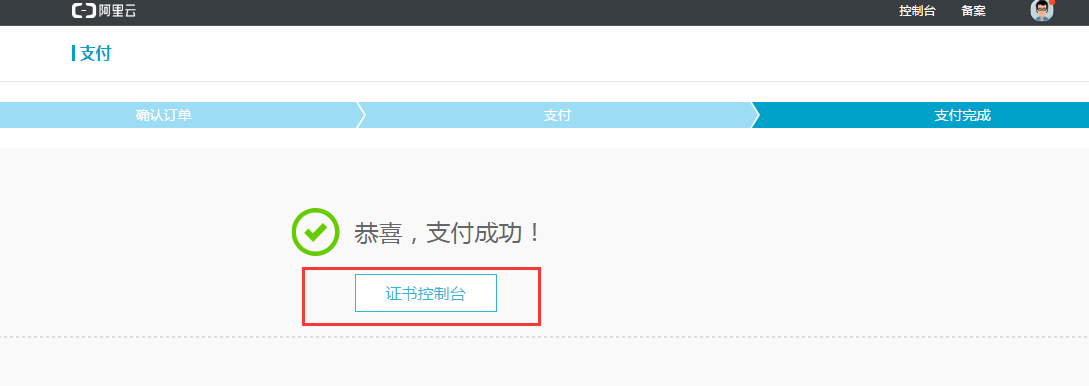 阿里云
控制台 备案
支付
确认订单 支付 支付完成
恭喜，支付成功！
证书控制台